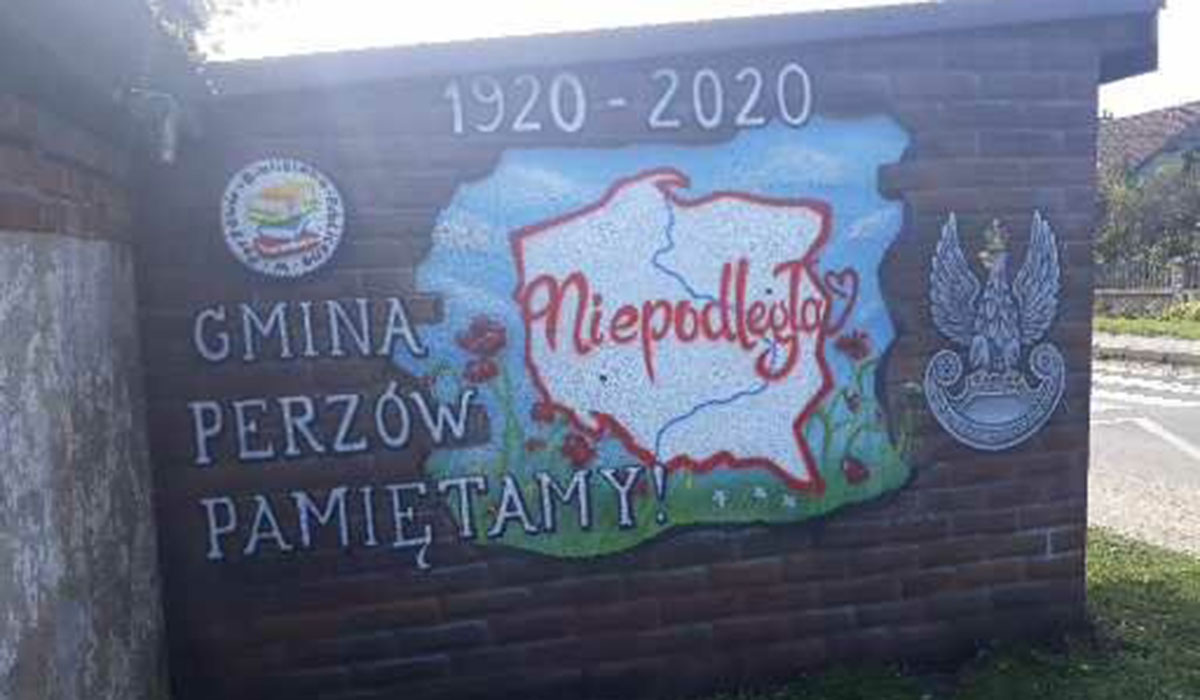 1920 - 2020
GMINA
PERZÓW
PAMIĘTAMY!
Niepodległa